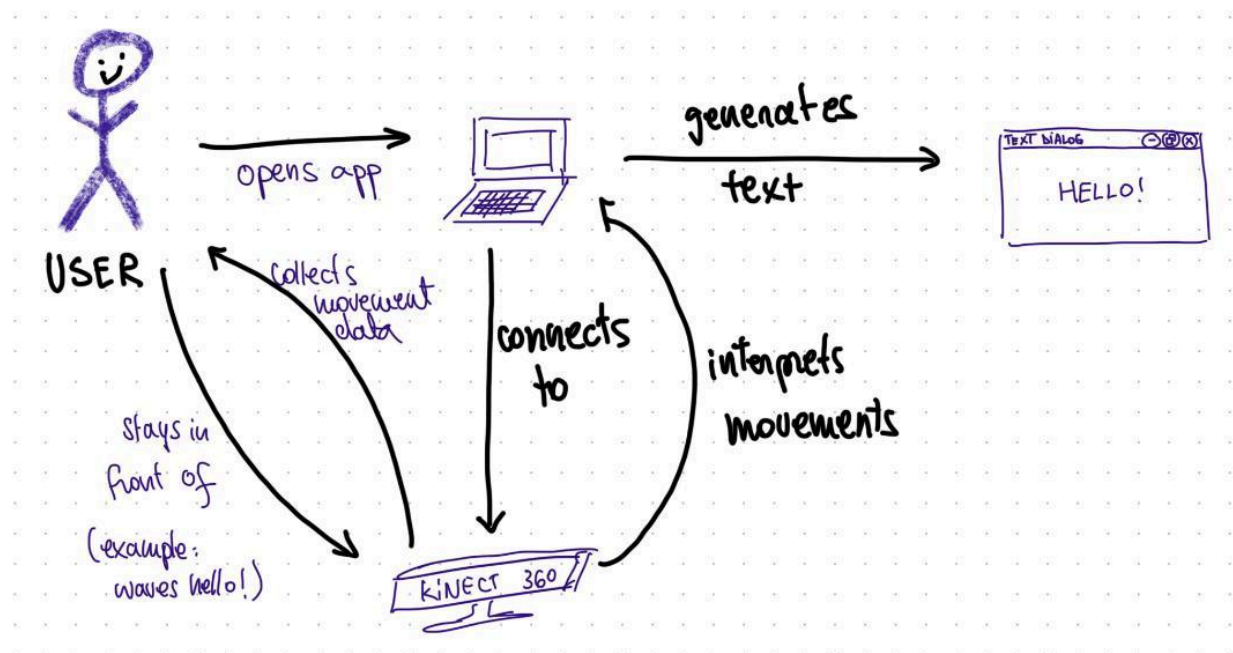 USER
opens app
generates
text
TEXT DIALOG
HELLO!
collects
movement
data
connects
to
interprets
movements
stays in
front of
(example:
waves hello!)
KINECT 360